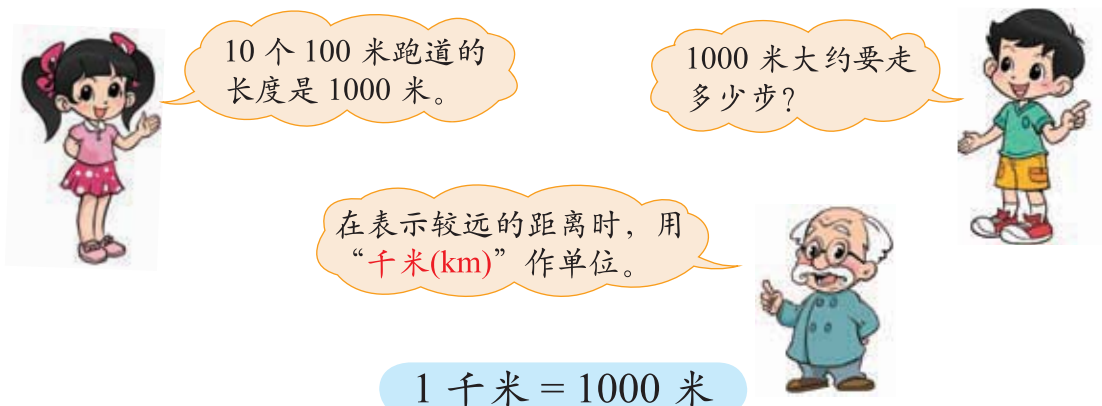 10 个 100 米跑道的
长度是 1000 米。
1000 米大约要走
多少步?
在表示较远的距离时，用
“千米(km)”作单位。
1 千米 = 1000 米